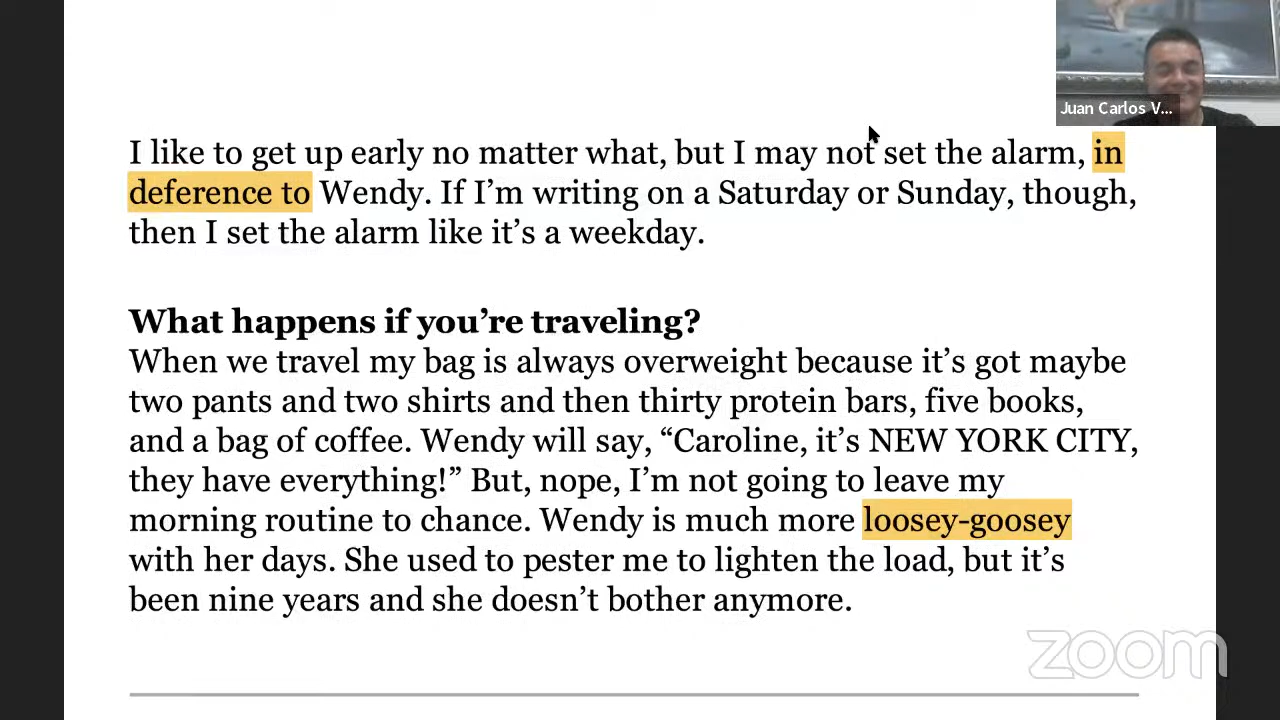 Juan Carlos V...
I like to get up early no matter what, but I may not set the alarm, in
deference to Wendy. If I’m writing on a Saturday or Sunday, though,
then I set the alarm like it’s a weekday.
What happens if you’re traveling?
When we travel my bag is always overweight because it’s got maybe
two pants and two shirts and then thirty protein bars, five books,
and a bag of coffee. Wendy will say, “Caroline, it’s NEW YORK CITY,
they have everything!” But, nope, I’m not going to leave my
morning routine to chance. Wendy is much more loosey-goosey
with her days. She used to pester me to lighten the load, but it’s
been nine years and she doesn’t bother anymore.
zoom